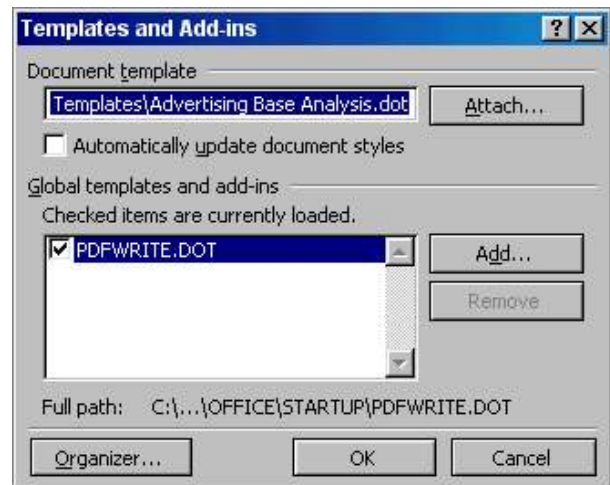 Templates and Add-ins
Document template
Templates\Advertising Base Analysis.dot
Attach...
Automatically update document styles
Global templates and add-ins
Checked items are currently loaded.
PDFWRITE.DOT
Add...
Remove
Full path: C:\...\OFFICE\STARTUP\PDFWRITE.DOT
Organizer... OK Cancel